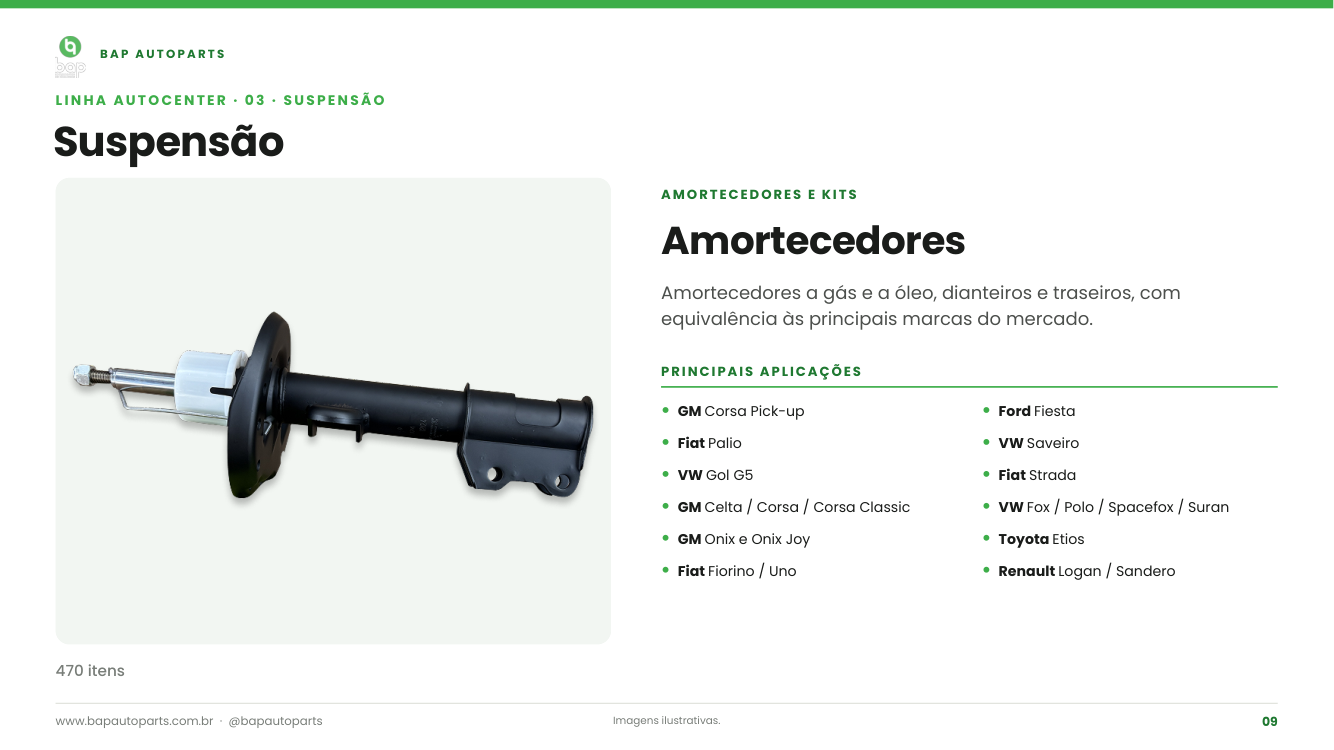 bap
BAP AUTOPARTS
LINHA AUTOCENTER · 03 · SUSPENSÃO
Suspensão
AMORTECEDORES E KITS
Amortecedores
Amortecedores a gás e a óleo, dianteiros e traseiros, com
equivalência às principais marcas do mercado.
PRINCIPAIS APLICAÇÕES
• GM Corsa Pick-up
• Fiat Palio
• VW Gol G5
• GM Celta / Corsa / Corsa Classic
• GM Onix e Onix Joy
• Fiat Fiorino / Uno
• Ford Fiesta
• VW Saveiro
• Fiat Strada
• VW Fox / Polo / Spacefox / Suran
• Toyota Etios
• Renault Logan / Sandero
470 itens
www.bapautoparts.com.br · @bapautoparts
Imagens ilustrativas.
09